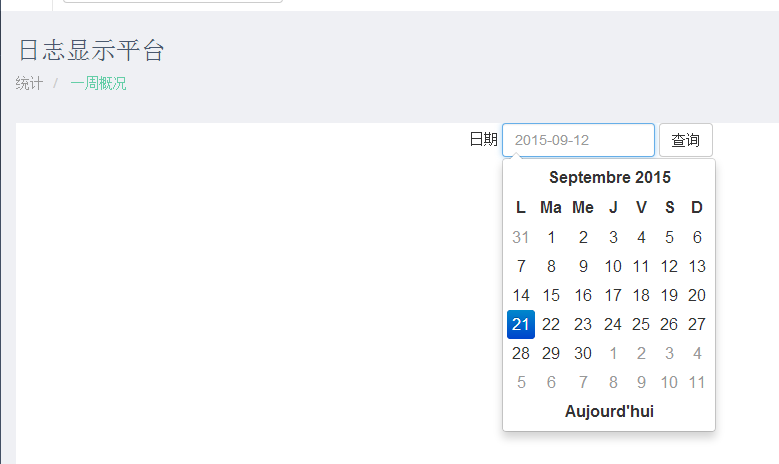 日志显示平台
统计 / 一周概况
日期 2015-09-12 查询
Septembre 2015
L Ma Me J V S D
31 1 2 3 4 5 6
7 8 9 10 11 12 13
14 15 16 17 18 19 20
21 22 23 24 25 26 27
28 29 30 1 2 3 4
5 6 7 8 9 10 11
Aujourd'hui